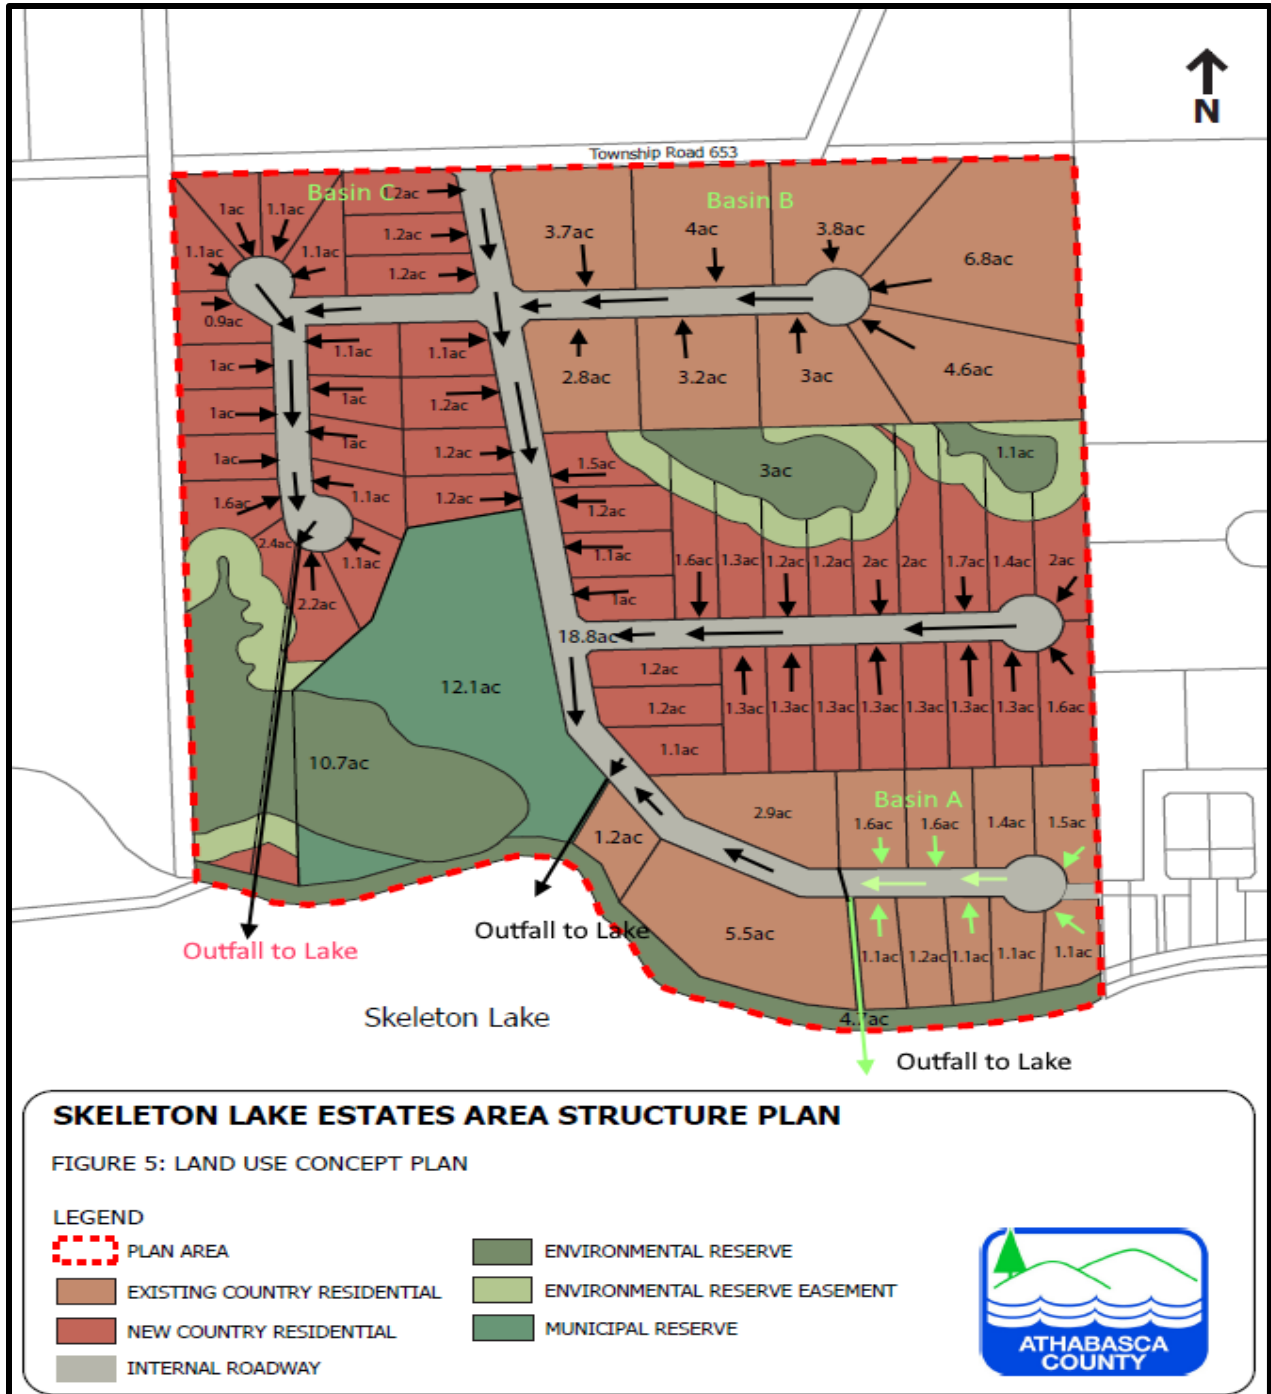 N
Township Road 653
Basin C
1.2ac
Basin B
1ac
1.1ac
3.7ac
4ac
3.8ac
1.2ac
1.1ac
1.1ac
6.8ac
1.2ac
0.9ac
1.1ac
1.1ac
1ac
2.8ac
3.2ac
3ac
4.6ac
1ac
1.2ac
1ac
1ac
1.2ac
1.5ac
3ac
1.1ac
1ac
1.1ac
1.2ac
1.6ac
1.2ac
2.4ac
1.1ac
1.1ac
1.6ac
1.3ac
1.2ac
1.2ac
2ac
2ac
1.7ac
1.4ac
2ac
2.2ac
1ac
18.8ac
1.2ac
12.1ac
1.2ac
1.3ac
1.3ac
1.3ac
1.3ac
1.3ac
1.3ac
1.3ac
1.6ac
1.1ac
10.7ac
Basin A
2.9ac
1.6ac
1.6ac
1.4ac
1.5ac
1.2ac
5.5ac
1.1ac
1.2ac
1.1ac
1.1ac
1.1ac
Outfall to Lake
Outfall to Lake
Skeleton Lake
4.7ac
Outfall to Lake
SKELETON LAKE ESTATES AREA STRUCTURE PLAN
FIGURE 5: LAND USE CONCEPT PLAN
LEGEND
PLAN AREA
EXISTING COUNTRY RESIDENTIAL
NEW COUNTRY RESIDENTIAL
INTERNAL ROADWAY
ENVIRONMENTAL RESERVE
ENVIRONMENTAL RESERVE EASEMENT
MUNICIPAL RESERVE
ATHABASCA
COUNTY